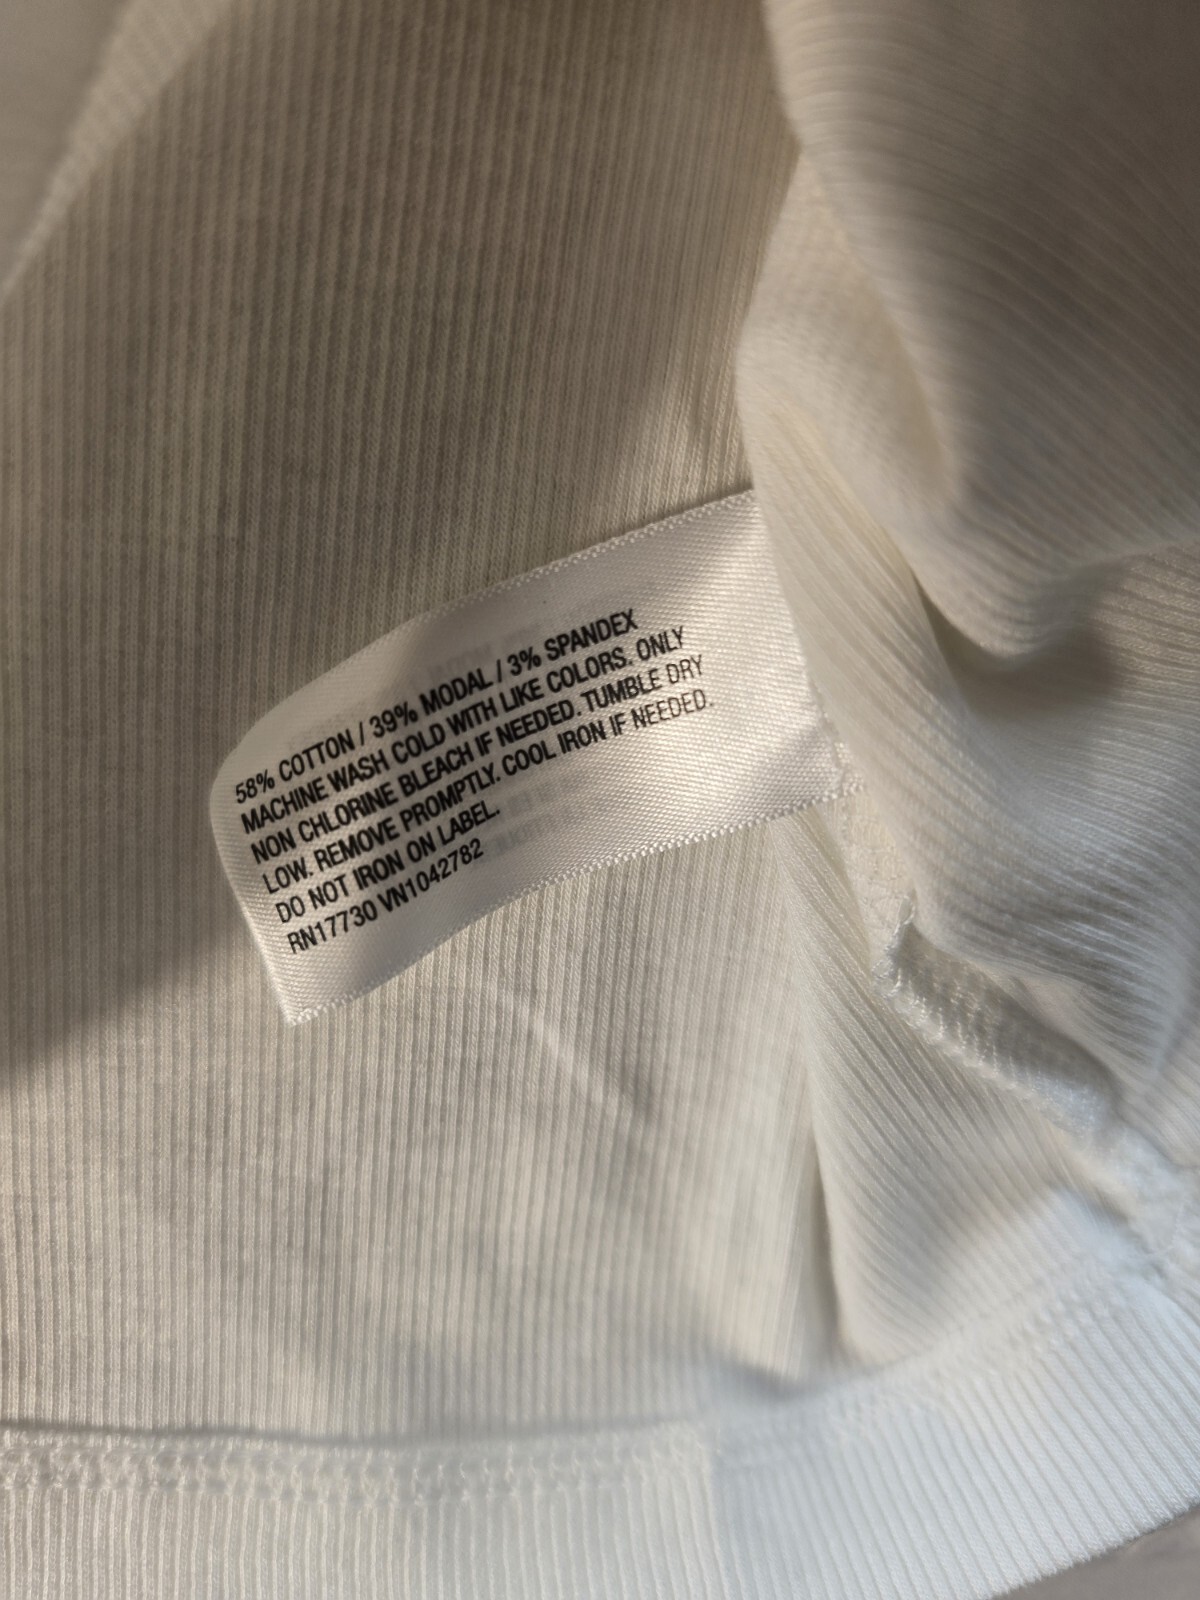 58% COTTON / 39% MODAL / 3% SPANDEX
MACHINE WASH COLD WITH LIKE COLORS. ONLY
NON CHLORINE BLEACH IF NEEDED. TUMBLE DRY
LOW. REMOVE PROMPTLY. COOL IRON IF NEEDED.
DO NOT IRON ON LABEL.
RN17730 VN1042782